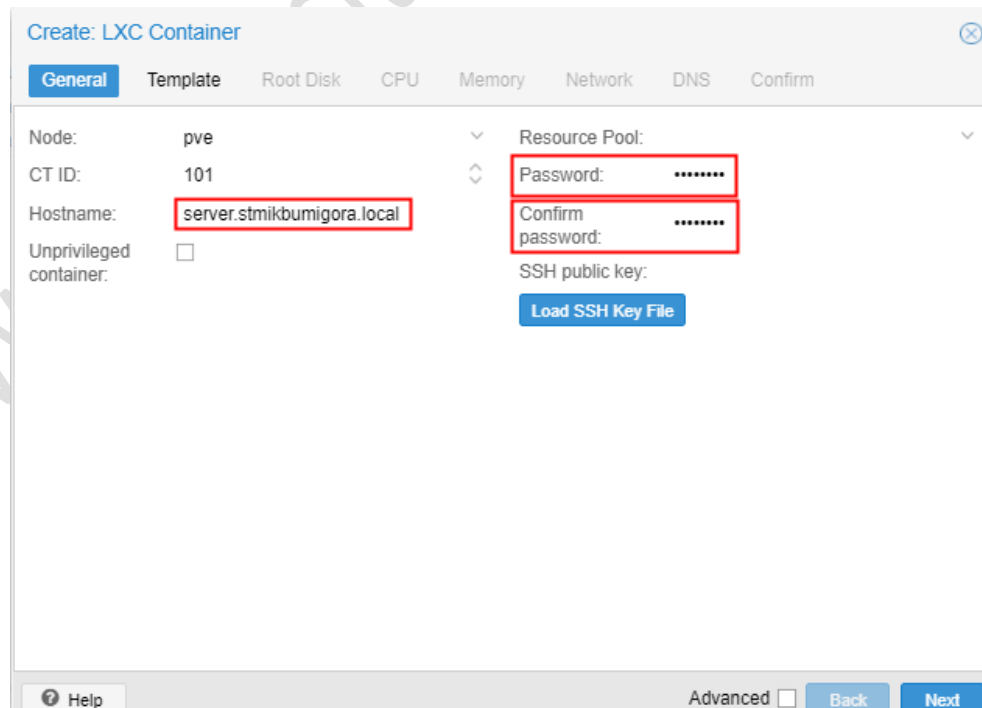 Create: LXC Container
General Template Root Disk CPU Memory Network DNS Confirm
Node: pve
CT ID: 101
Hostname: server.stmikbumigora.local
Unprivileged
container:
Resource Pool:
Password: ••••••••
Confirm
password: ••••••••
SSH public key:
Load SSH Key File
Help
Advanced Back Next